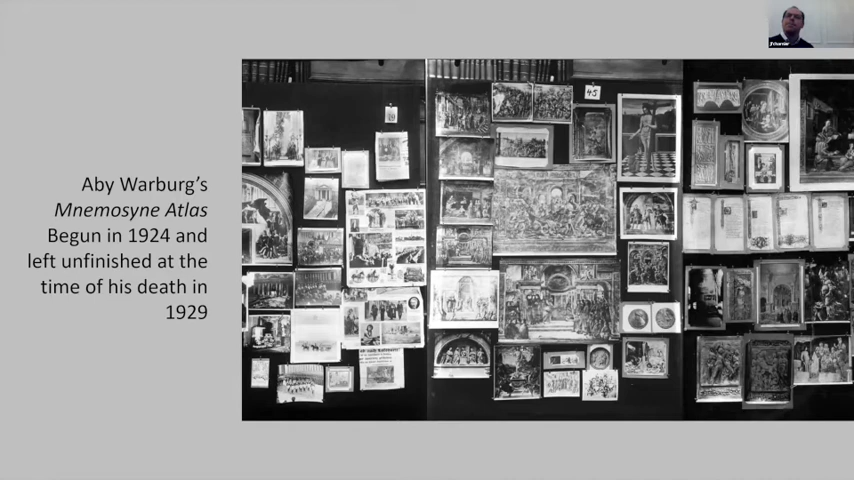 Aby Warburg’s
Mnemosyne Atlas
Begun in 1924 and
left unfinished at the
time of his death in
1929
45